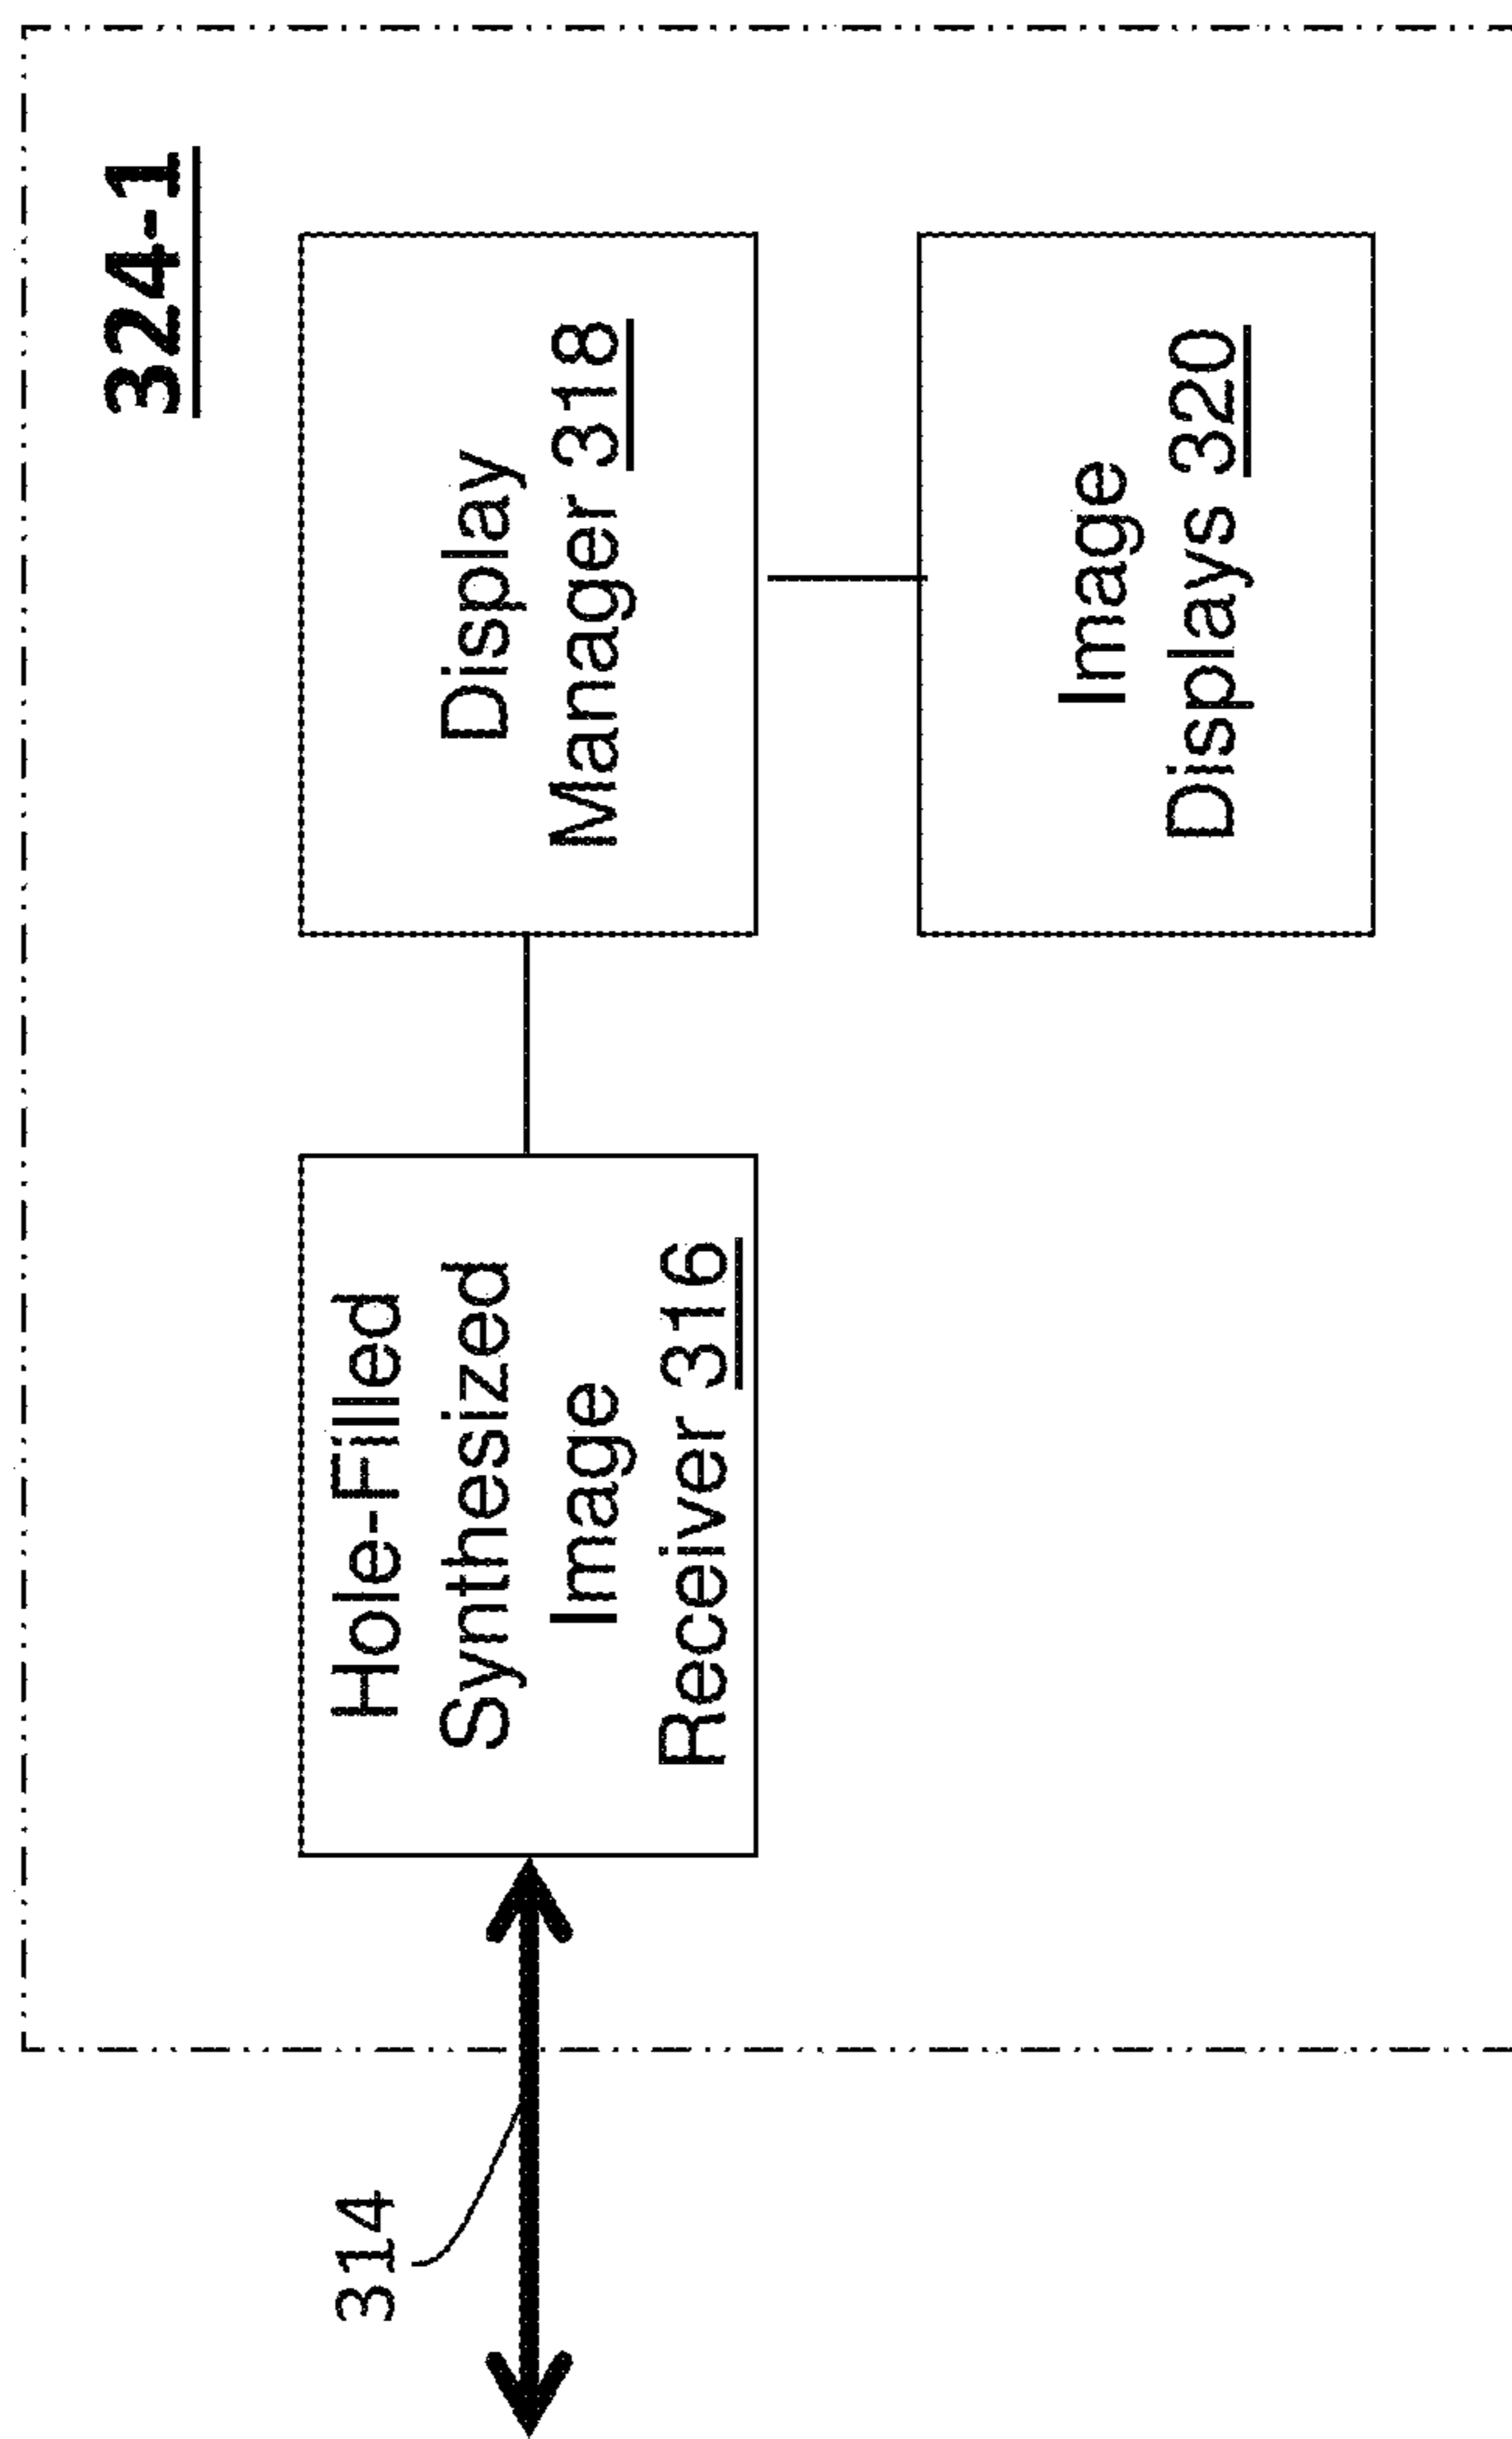 324-1
314
Hole-Filled
Synthesized
Image
Receiver 316
Display
Manager 318
Image
Displays 320